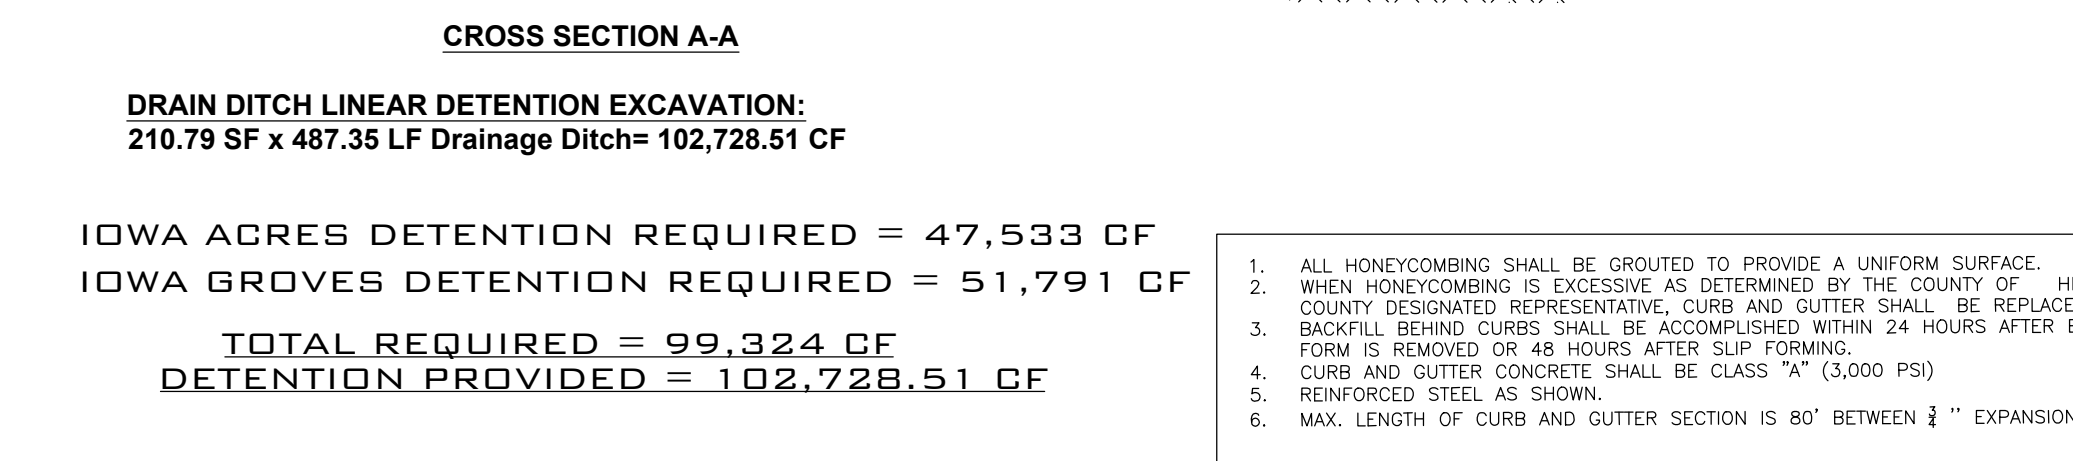 CROSS SECTION A-A
DRAIN DITCH LINEAR DETENTION EXCAVATION:
210.79 SF x 487.35 LF Drainage Ditch= 102,728.51 CF
IOWA ACRES DETENTION REQUIRED = 47,533 CF
IOWA GROVES DETENTION REQUIRED = 51,791 CF
TOTAL REQUIRED = 99,324 CF
DETENTION PROVIDED = 102,728.51 CF
1. ALL HONEYCOMBING SHALL BE GROUTED TO PROVIDE A UNIFORM SURFACE.
2. WHEN HONEYCOMBING IS EXCESSIVE AS DETERMINED BY THE COUNTY OF
COUNTY DESIGNATED REPRESENTATIVE, CURB AND GUTTER SHALL BE REPLACE
3. BACKFILL BEHIND CURBS SHALL BE ACCOMPLISHED WITHIN 24 HOURS AFTER
FORM IS REMOVED OR 48 HOURS AFTER SLIP FORMING.
4. CURB AND GUTTER CONCRETE SHALL BE CLASS "A" (3,000 PSI)
5. REINFORCED STEEL AS SHOWN.
6. MAX. LENGTH OF CURB AND GUTTER SECTION IS 80' BETWEEN 3/4 '' EXPANSION